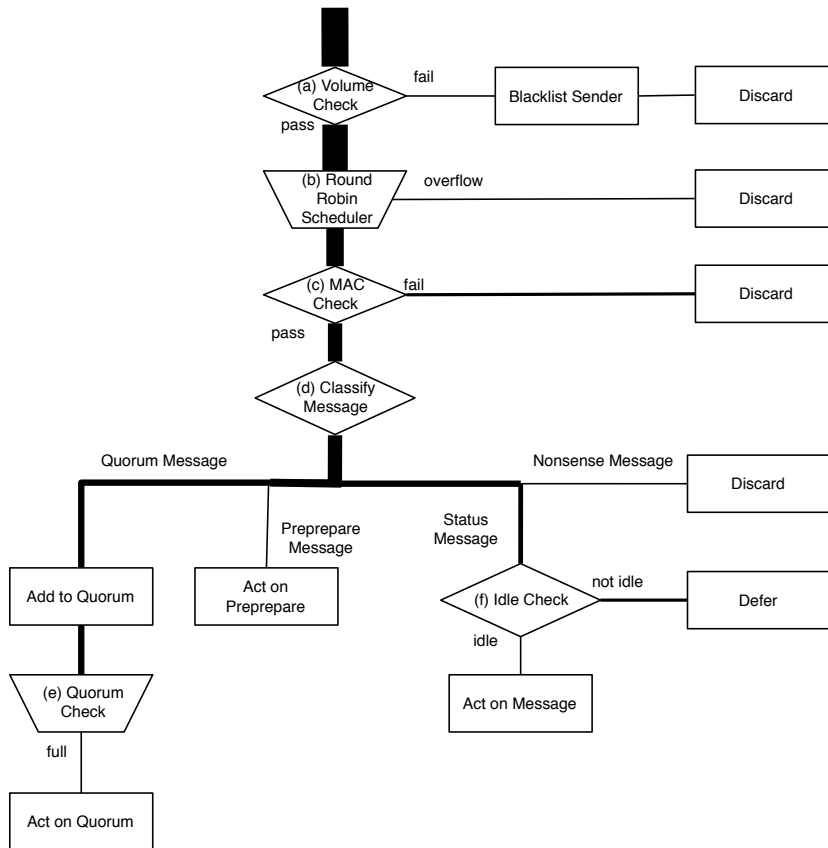 (a) Volume
Check
fail
Blacklist Sender
Discard
pass
(b) Round
Robin
Scheduler
overflow
Discard
(c) MAC
Check
fail
Discard
pass
(d) Classify
Message
Quorum Message
Nonsense Message
Discard
Preprepare
Message
Status
Message
Add to Quorum
Act on
Preprepare
(f) Idle Check
not idle
Defer
idle
(e) Quorum
Check
Act on Message
full
Act on Quorum